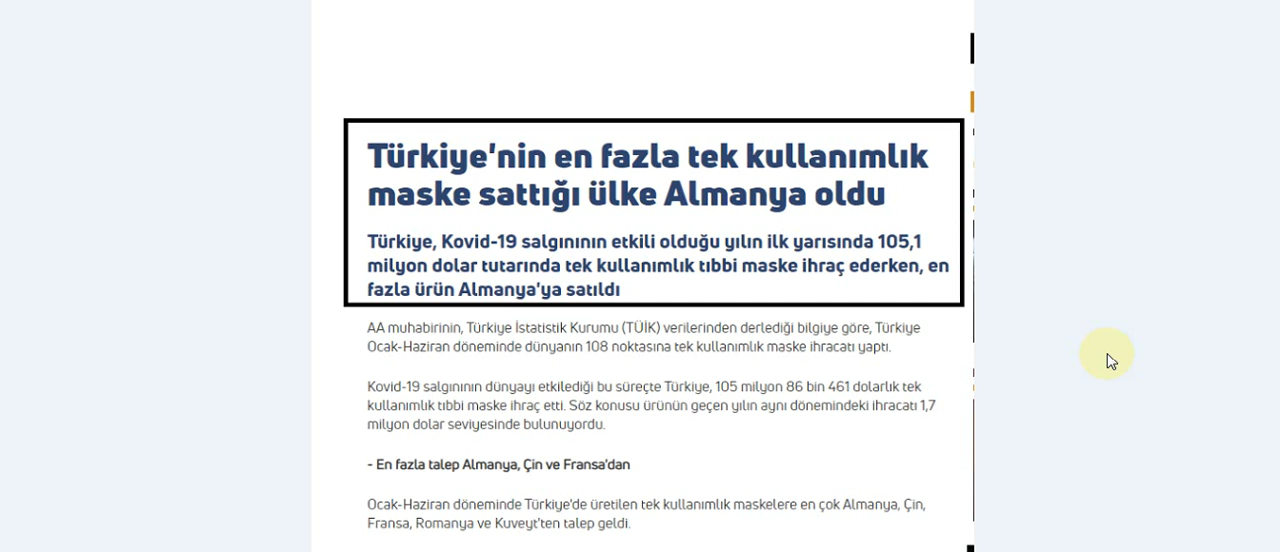 Türkiye'nin en fazla tek kullanımlık
maske sattığı ülke Almanya oldu
Türkiye, Kovid-19 salgınının etkili olduğu yılın ilk yarısında 105,1
milyon dolar tutarında tek kullanımlık tıbbi maske ihraç ederken, en
fazla ürün Almanya'ya satıldı
AA muhabirinin, Türkiye İstatistik Kurumu (TÜİK) verilerinden derlediği bilgiye göre, Türkiye
Ocak-Haziran döneminde dünyanın 108 noktasına tek kullanımlık maske ihracatı yaptı.
Kovid-19 salgınının dünyayı etkilediği bu süreçte Türkiye, 105 milyon 86 bin 461 dolarlık tek
kullanımlık tıbbi maske ihraç etti. Söz konusu ürünün geçen yılın aynı dönemindeki ihracatı 1,7
milyon dolar seviyesinde bulunuyordu.
- En fazla talep Almanya, Çin ve Fransa'dan
Ocak-Haziran döneminde Türkiye'de üretilen tek kullanımlık maskelere en çok Almanya, Çin,
Fransa, Romanya ve Kuveyt'ten talep geldi.